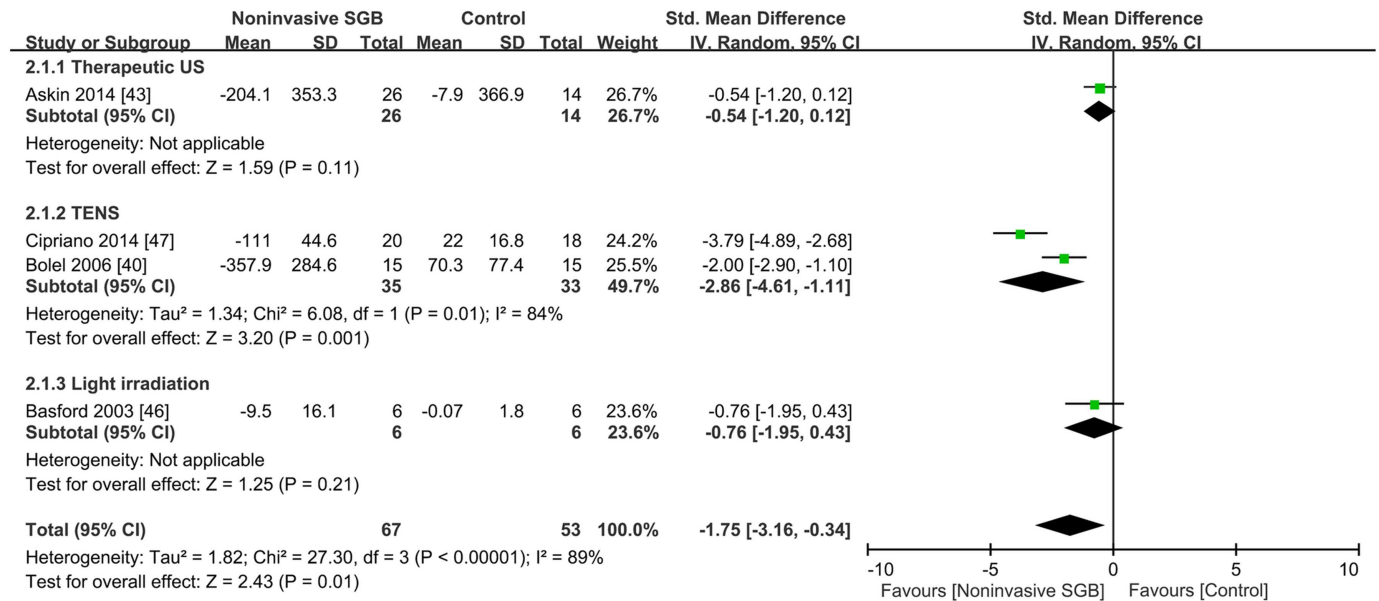 Noninvasive SGB Control Std. Mean Difference Std. Mean Difference
Study or Subgroup Mean SD Total Mean SD Total Weight IV. Random. 95% CI IV. Random. 95% CI
2.1.1 Therapeutic US
Askin 2014 [43] -204.1 353.3 26 -7.9 366.9 14 26.7% -0.54 [-1.20, 0.12]
Subtotal (95% CI) 26 14 26.7% -0.54 [-1.20, 0.12]
Heterogeneity: Not applicable
Test for overall effect: Z = 1.59 (P = 0.11)
2.1.2 TENS
Cipriano 2014 [47] -111 44.6 20 22 16.8 18 24.2% -3.79 [-4.89, -2.68]
Bolel 2006 [40] -357.9 284.6 15 70.3 77.4 15 25.5% -2.00 [-2.90, -1.10]
Subtotal (95% CI) 35 33 49.7% -2.86 [-4.61, -1.11]
Heterogeneity: Tau² = 1.34; Chi² = 6.08, df = 1 (P = 0.01); I² = 84%
Test for overall effect: Z = 3.20 (P = 0.001)
2.1.3 Light irradiation
Basford 2003 [46] -9.5 16.1 6 -0.07 1.8 6 23.6% -0.76 [-1.95, 0.43]
Subtotal (95% CI) 6 6 23.6% -0.76 [-1.95, 0.43]
Heterogeneity: Not applicable
Test for overall effect: Z = 1.25 (P = 0.21)
Total (95% CI) 67 53 100.0% -1.75 [-3.16, -0.34]
Heterogeneity: Tau² = 1.82; Chi² = 27.30, df = 3 (P < 0.00001); I² = 89%
Test for overall effect: Z = 2.43 (P = 0.01)
-10 -5 0 5 10
Favours [Noninvasive SGB] Favours [Control]